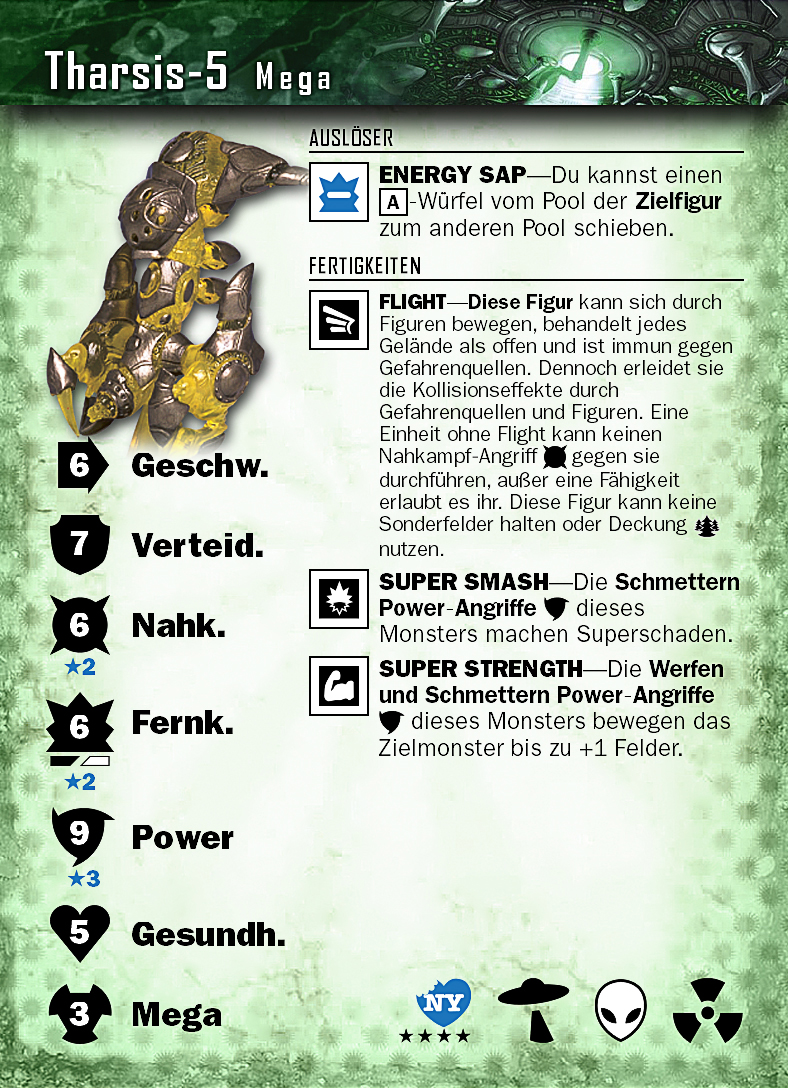 Tharsis-5 Mega
AUSLÖSER
ENERGY SAP—Du kannst einen
A-Würfel vom Pool der Zielfigur
zum anderen Pool schieben.
FERTIGKEITEN
FLIGHT—Diese Figur kann sich durch
Figuren bewegen, behandelt jedes
Gelände als offen und ist immun gegen
Gefahrenquellen. Dennoch erleidet sie
die Kollisionseffekte durch
Gefahrenquellen und Figuren. Eine
Einheit ohne Flight kann keinen
Nahkampf-Angriff gegen sie
durchführen, außer eine Fähigkeit
erlaubt es ihr. Diese Figur kann keine
Sonderfelder halten oder Deckung
nutzen.
SUPER SMASH—Die Schmettern
Power-Angriffe dieses
Monsters machen Superschaden.
SUPER STRENGTH—Die Werfen
und Schmettern Power-Angriffe
dieses Monsters bewegen das
Zielmonster bis zu +1 Felder.
6 Geschw.
7 Verteid.
6 Nahk.
★2
6 Fernk.
★2
9 Power
★3
5 Gesundh.
3 Mega
NY
★★★★